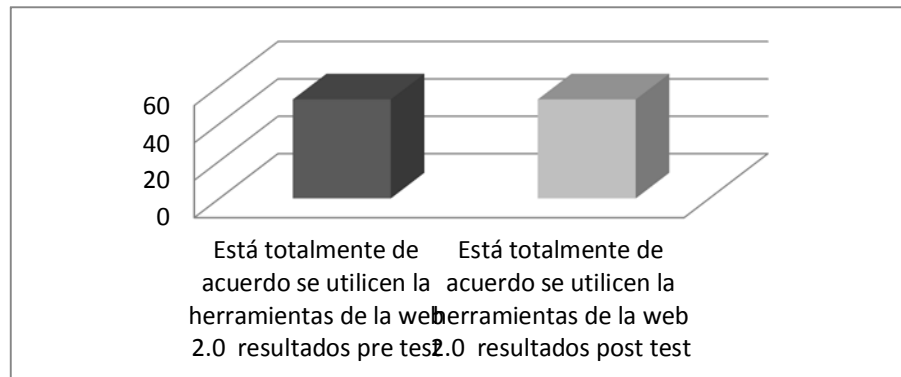 60
40
20
0
Está totalmente de
acuerdo se utilicen la
herramientas de la web
2.0 resultados pre test
Está totalmente de
acuerdo se utilicen la
herramientas de la web
2.0 resultados post test